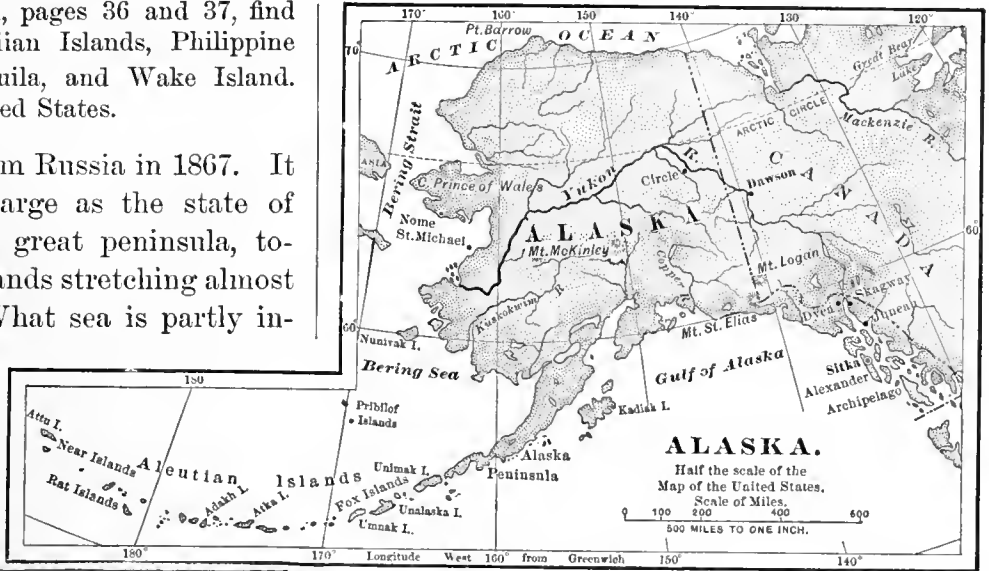 , pages 36 and 37, find
lian Islands, Philippine
uila, and Wake Island.
ed States.
m Russia in 1867. It
arge as the state of
great peninsula, to-
ands stretching almost
What sea is partly in-
170°
160°
150°
140°
130
120°
Pt. Barrow
70
ARCTIC OCEAN
Great Bear
Lake
ARCTIC CIRCLE
Mackenzie R.
Bering Strait
ASIA
C. Prince of Wales
Yukon R.
Circle
Dawson
CANADA
Nome
St. Michael
ALASKA
60
Mt. McKinley
Copper R.
Mt. Logan
Kuskokwim R
Skagway
Dyea
Juneau
60
Mt. St. Elias
Nunivak I.
Bering Sea
Gulf of Alaska
Sitka
Alexander
Archipelago
180
Pribilof
Islands
Kadiak I.
Attu I.
Near Islands
Rat Islands
Aleutian Islands
Adakh I.
Atka I.
Unimak I.
Fox Islands
Unalaska I.
Umnak I.
Alaska
Peninsula
ALASKA.
Half the scale of the
Map of the United States.
Scale of Miles.
0 100 200 400 600
500 MILES TO ONE INCH.
180°
170°
Longitude West from Greenwich
160°
150°
140°